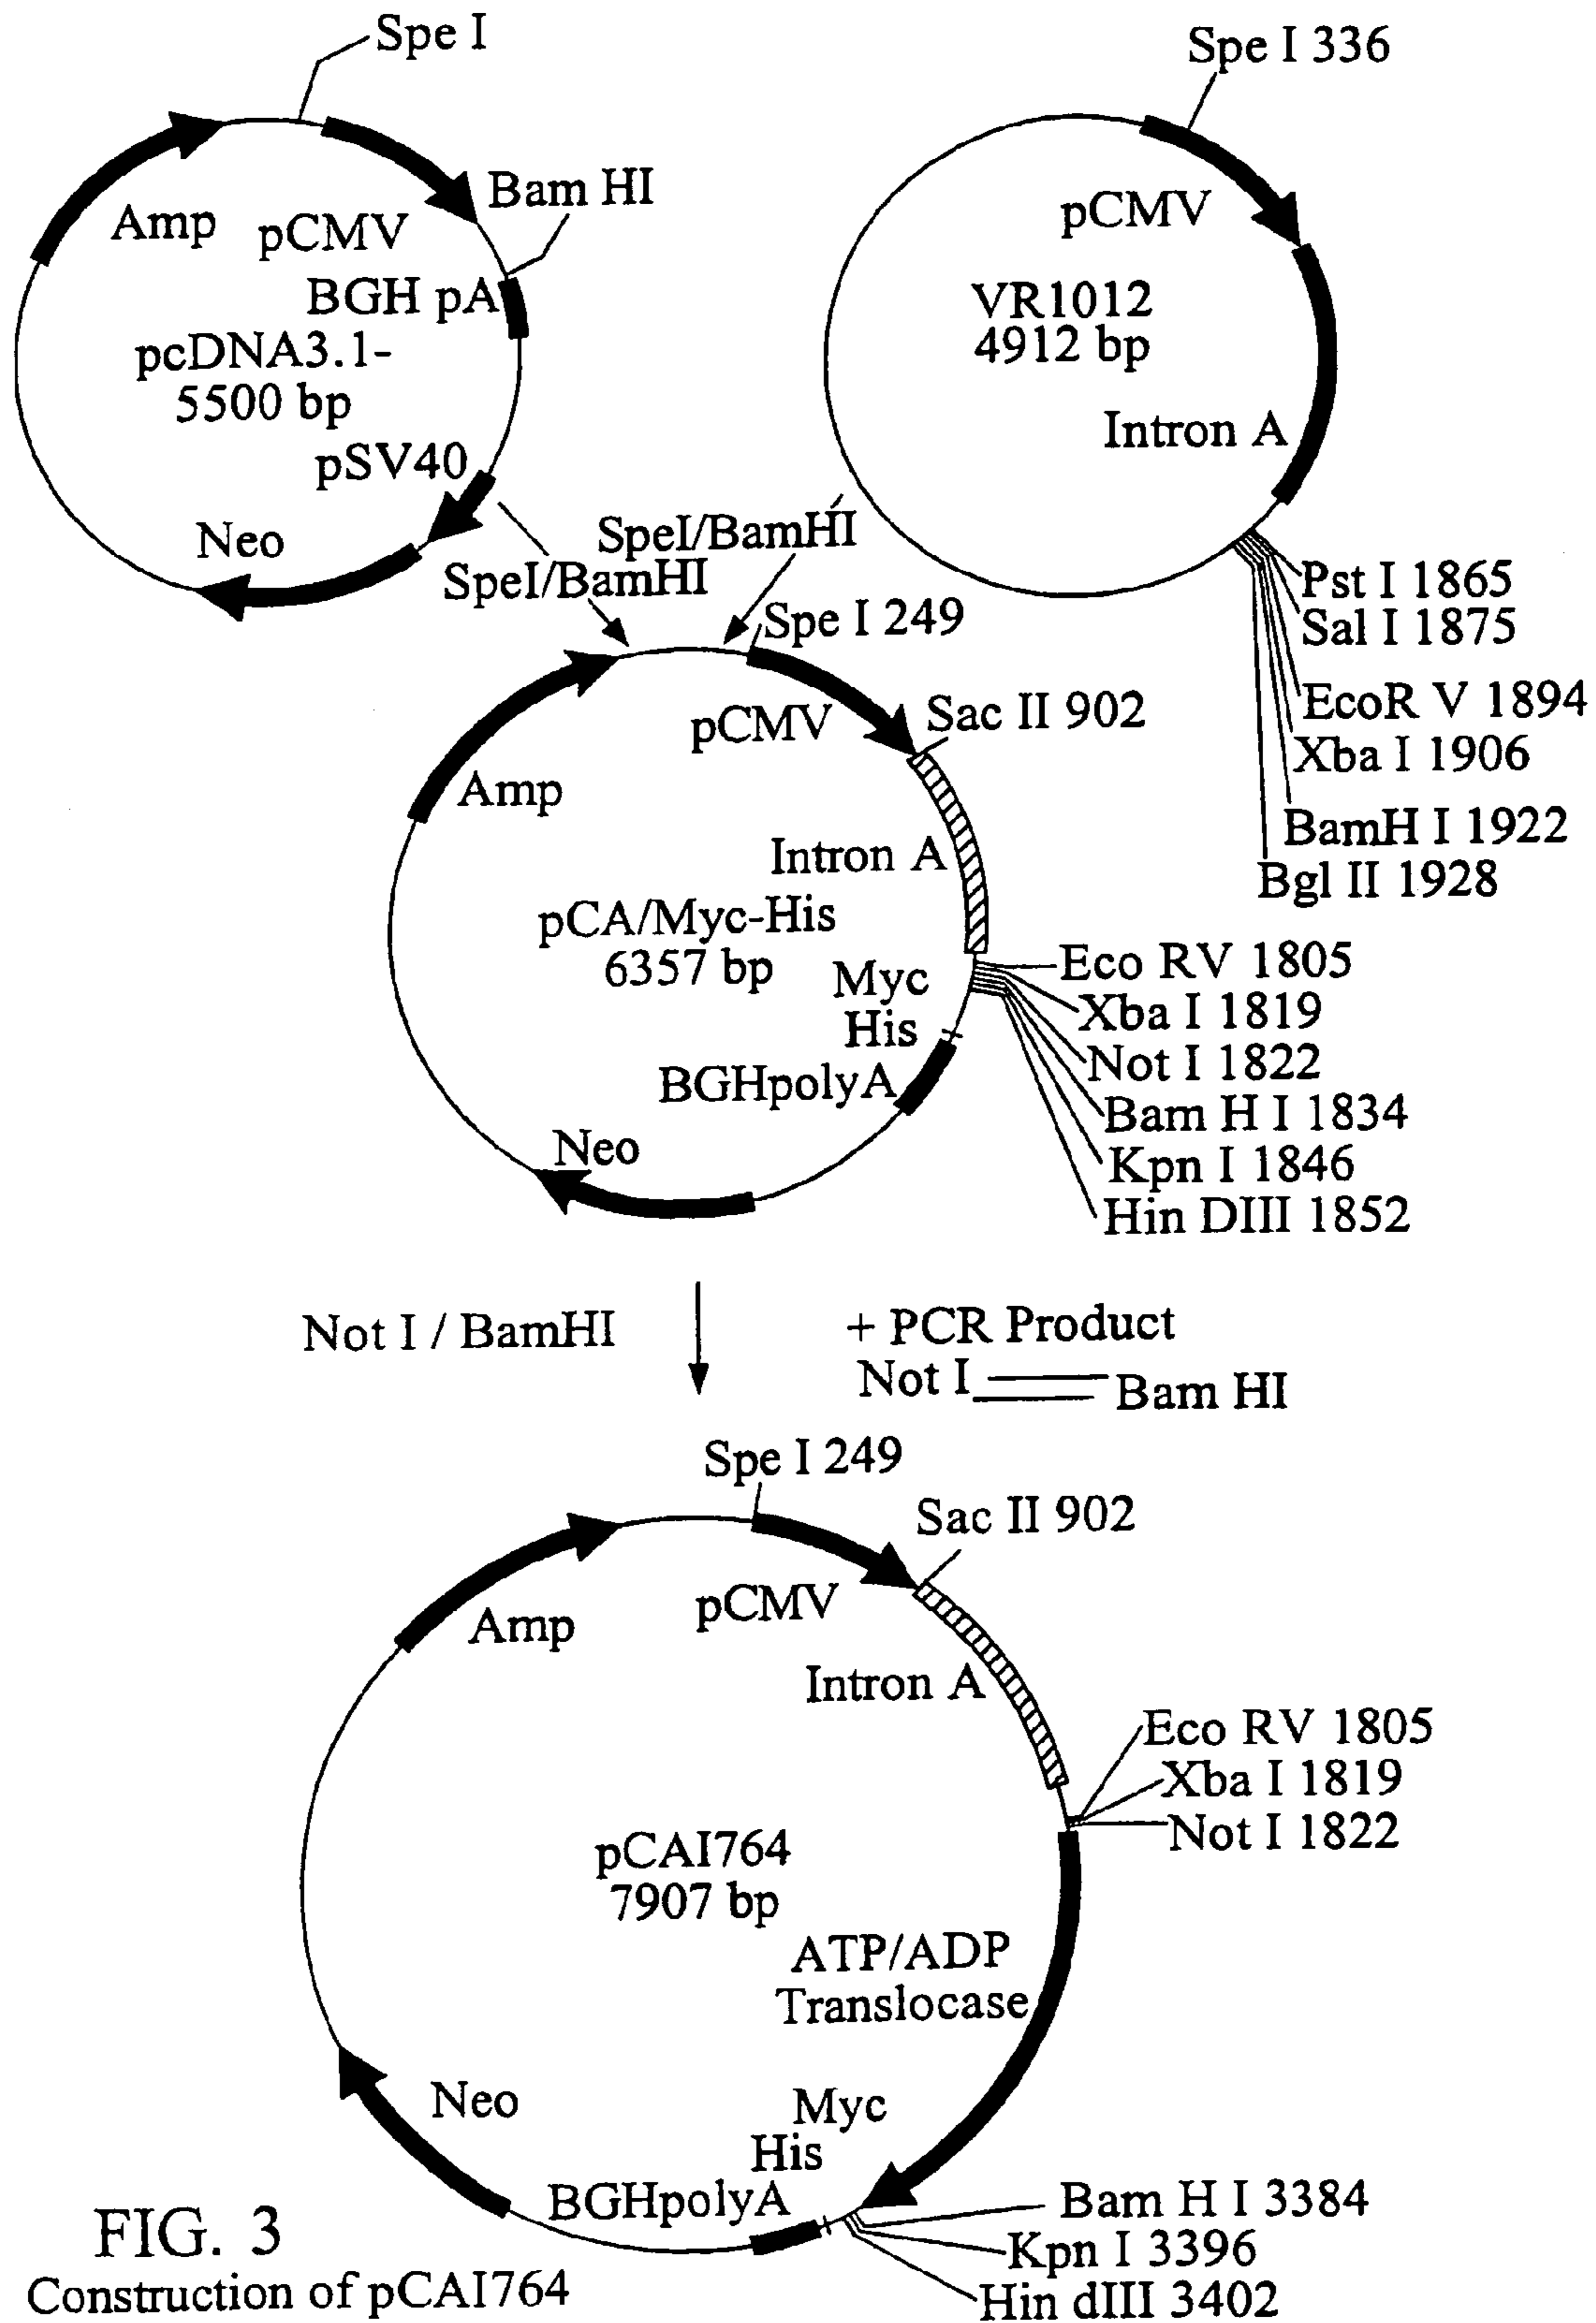 Spe I
Spe I 336
Bam HI
Amp
pCMV
BGH pA
pcDNA3.1-
5500 bp
pSV40
Neo
pCMV
VR1012
4912 bp
Intron A
SpeI/BamHI
SpeI/BamHI
Pst I 1865
Sal I 1875
EcoR V 1894
Xba I 1906
BamH I 1922
Bgl II 1928
Spe I 249
Sac II 902
pCMV
Amp
Intron A
pCA/Myc-His
6357 bp
Myc
His
BGHpolyA
Neo
Eco RV 1805
Xba I 1819
Not I 1822
Bam H I 1834
Kpn I 1846
Hin DIII 1852
Not I / BamHI
+ PCR Product
Not I
Bam HI
Spe I 249
Sac II 902
pCMV
Amp
Intron A
Eco RV 1805
Xba I 1819
Not I 1822
pCAI764
7907 bp
ATP/ADP
Translocase
Neo
Myc
His
BGHpolyA
Bam H I 3384
Kpn I 3396
Hin dIII 3402
FIG. 3
Construction of pCAI764